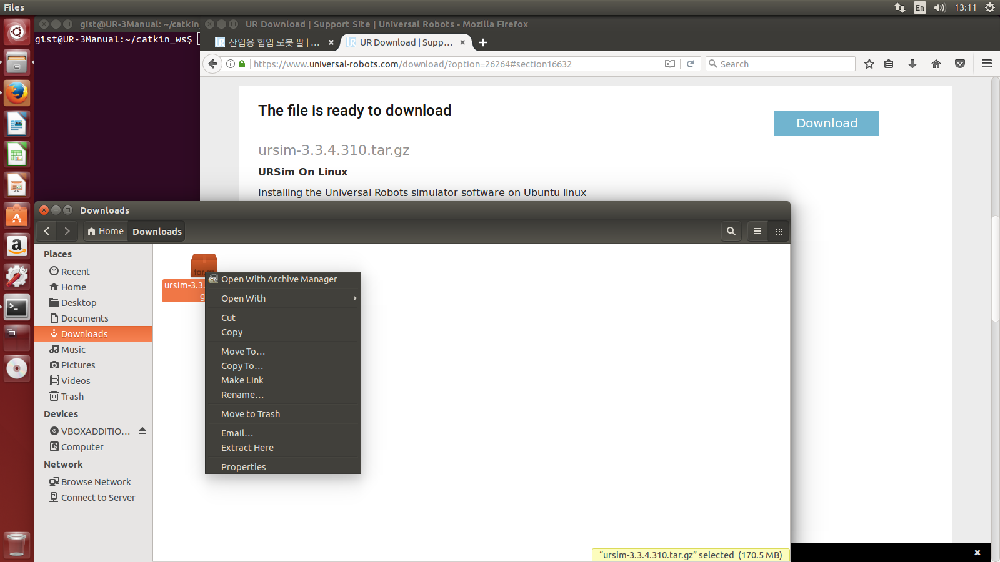 Files
En
13:11
gist@UR-3Manual: ~/catkin
gist@UR-3Manual:~/catkin_ws$
UR Download | Support Site | Universal Robots - Mozilla Firefox
산업용 협업 로봇 팔 | ...
UR Download | Supp...
https://www.universal-robots.com/download/?option=26264#section16632
Search
The file is ready to download
Download
ursim-3.3.4.310.tar.gz
URSim On Linux
Installing the Universal Robots simulator software on Ubuntu linux
Downloads
Home
Downloads
Places
Recent
Home
Desktop
Documents
Downloads
Music
Pictures
Videos
Trash
Devices
VBOXADDITIO...
Computer
Network
Browse Network
Connect to Server
ursim-3.3.
g
Open With Archive Manager
Open With
Cut
Copy
Move To...
Copy To...
Make Link
Rename...
Move to Trash
Email...
Extract Here
Properties
“ursim-3.3.4.310.tar.gz” selected (170.5 MB)